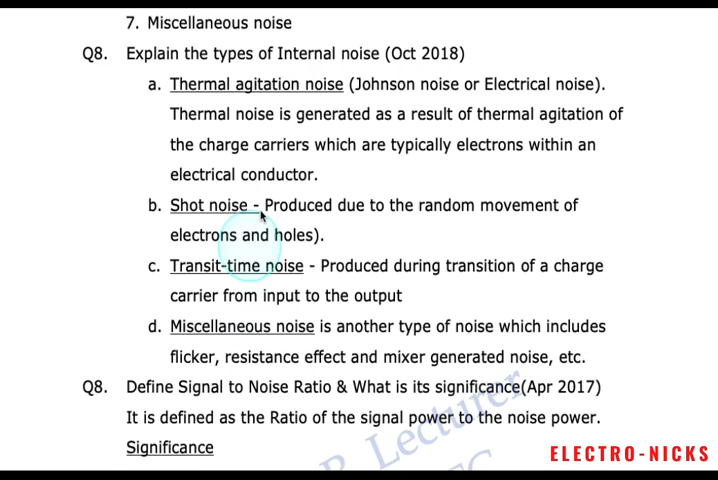 7. Miscellaneous noise
Q8. Explain the types of Internal noise (Oct 2018)
a. Thermal agitation noise (Johnson noise or Electrical noise).
Thermal noise is generated as a result of thermal agitation of
the charge carriers which are typically electrons within an
electrical conductor.
b. Shot noise - Produced due to the random movement of
electrons and holes).
c. Transit-time noise - Produced during transition of a charge
carrier from input to the output
d. Miscellaneous noise is another type of noise which includes
flicker, resistance effect and mixer generated noise, etc.
Q8. Define Signal to Noise Ratio & What is its significance(Apr 2017)
It is defined as the Ratio of the signal power to the noise power.
Significance
Lecturer
ELECTRO-NICKS